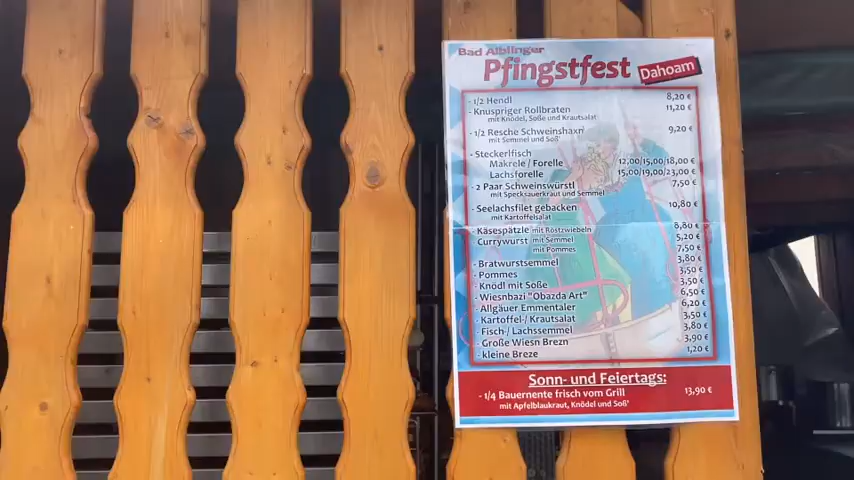 Bad Aiblinger
Pfingstfest Dahoam
- 1/2 Hendl 8,20 €
- Knuspriger Rollbraten 11,20 €
mit Knödel, Soße und Krautsalat
- 1/2 Resche Schweinshaxn 9,20 €
mit Semmel und Soß'
- Steckerlfisch
Makrele / Forelle 12,00/15,00/18,00 €
Lachsforelle 15,00/19,00/23,00 €
- 2 Paar Schweinswürstl 7,50 €
mit Specksauerkraut und Semmel
- Seelachsfilet gebacken 10,80 €
mit Kartoffelsalat
- Käsespätzle mit Röstzwiebeln 8,80 €
- Currywurst mit Semmel 5,20 €
mit Pommes 7,50 €
- Bratwurstsemmel 3,80 €
- Pommes 3,50 €
- Knödl mit Soße 3,50 €
- Wiesnbazi "Obazda Art" 6,50 €
- Allgäuer Emmentaler 6,20 €
- Kartoffel-/ Krautsalat 3,50 €
- Fisch-/ Lachssemmel 3,80 €
- Große Wiesn Brezn 3,90 €
- kleine Breze 1,20 €
Sonn- und Feiertags:
- 1/4 Bauernente frisch vom Grill 13,90 €
mit Apfelblaukraut, Knödel und Soß'